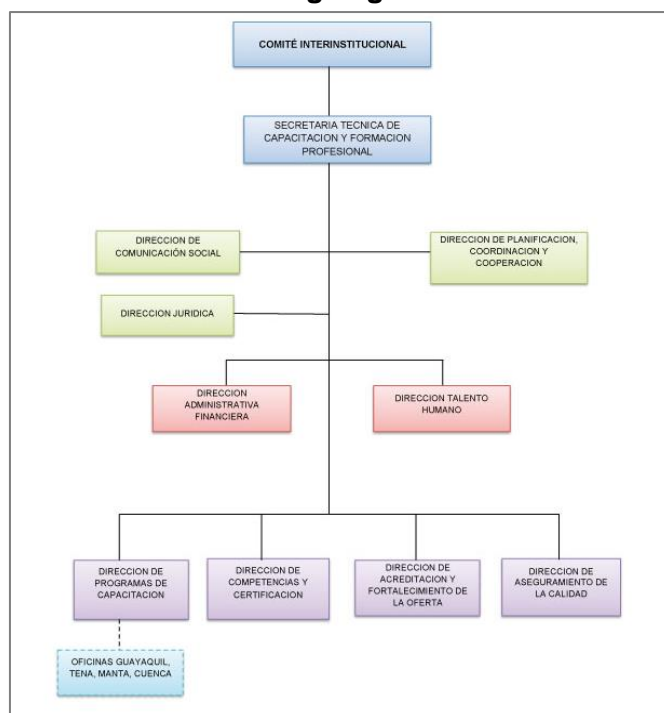 COMITÉ INTERINSTITUCIONAL
SECRETARIA TECNICA DE
CAPACITACION Y FORMACION
PROFESIONAL
DIRECCION DE
COMUNICACIÓN SOCIAL
DIRECCION DE PLANIFICACION,
COORDINACION Y
COOPERACION
DIRECCION JURIDICA
DIRECCION
ADMINISTRATIVA
FINANCIERA
DIRECCION TALENTO
HUMANO
DIRECCION DE
PROGRAMAS DE
CAPACITACION
DIRECCION DE
COMPETENCIAS Y
CERTIFICACION
DIRECCION DE
ACREDITACION Y
FORTALECIMIENTO DE
LA OFERTA
DIRECCION DE
ASEGURAMIENTO DE
LA CALIDAD
OFICINAS GUAYAQUIL,
TENA, MANTA, CUENCA